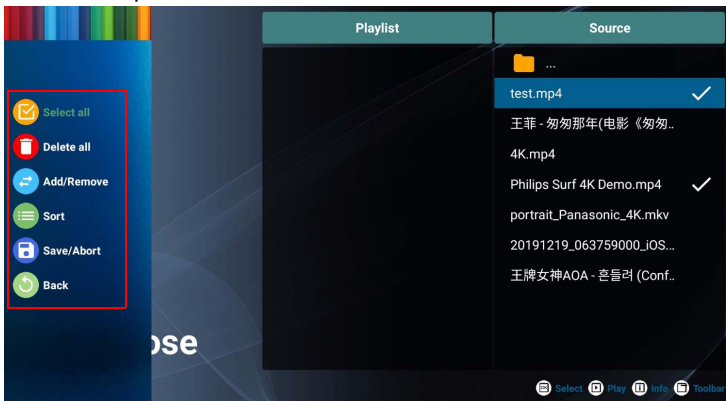 Select all
Delete all
Add/Remove
Sort
Save/Abort
Back
ose
Playlist
Source
...
test.mp4
王菲 - 匆匆那年(电影《匆匆..
4K.mp4
Philips Surf 4K Demo.mp4
portrait_Panasonic_4K.mkv
20191219_063759000_iOS...
王牌女神AOA - 흔들려 (Conf..
Select Play Info Toolbar